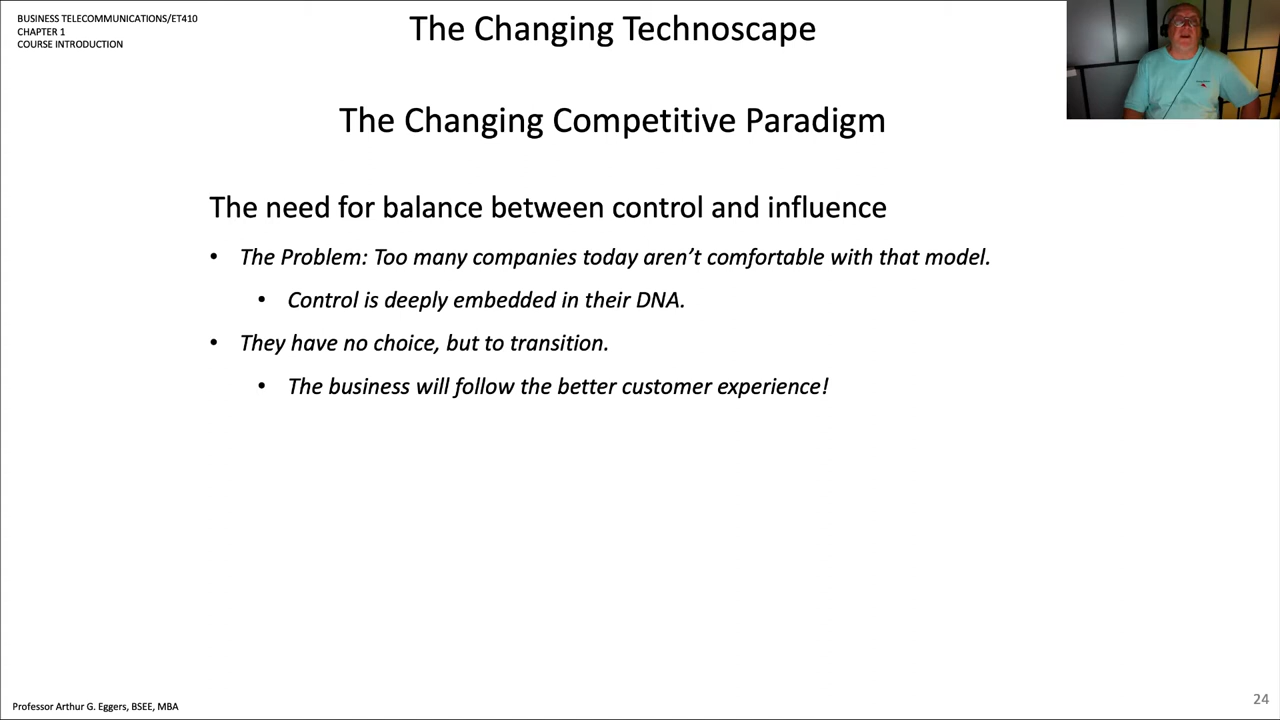 BUSINESS TELECOMMUNICATIONS/ET410
CHAPTER 1
COURSE INTRODUCTION
The Changing Technoscape
The Changing Competitive Paradigm
The need for balance between control and influence
• The Problem: Too many companies today aren’t comfortable with that model.
• Control is deeply embedded in their DNA.
• They have no choice, but to transition.
• The business will follow the better customer experience!
Professor Arthur G. Eggers, BSEE, MBA
24